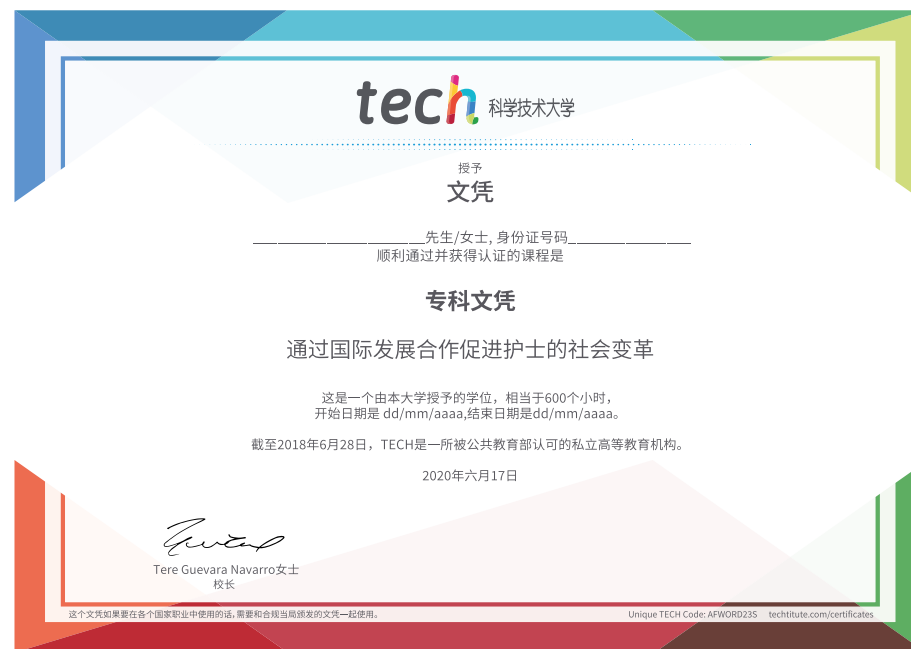 tech 科学技术大学
授予
文凭
____________________先生/女士, 身份证号码_______________
顺利通过并获得认证的课程是
专科文凭
通过国际发展合作促进护士的社会变革
这是一个由本大学授予的学位，相当于600个小时，
开始日期是 dd/mm/aaaa,结束日期是dd/mm/aaaa。
截至2018年6月28日，TECH是一所被公共教育部认可的私立高等教育机构。
2020年六月17日
Tere Guevara Navarro女士
校长
这个文凭如果要在各个国家职业中使用的话,需要和合规当局颁发的文凭一起使用。
Unique TECH Code: AFWORD23S techtitute.com/certificates